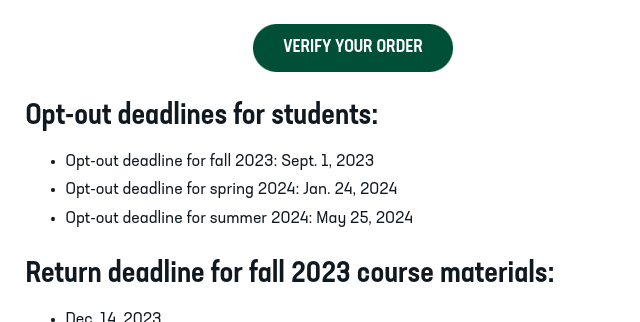 VERIFY YOUR ORDER
Opt-out deadlines for students:
Opt-out deadline for fall 2023: Sept. 1, 2023
Opt-out deadline for spring 2024: Jan. 24, 2024
Opt-out deadline for summer 2024: May 25, 2024
Return deadline for fall 2023 course materials:
Dec. 14, 2023